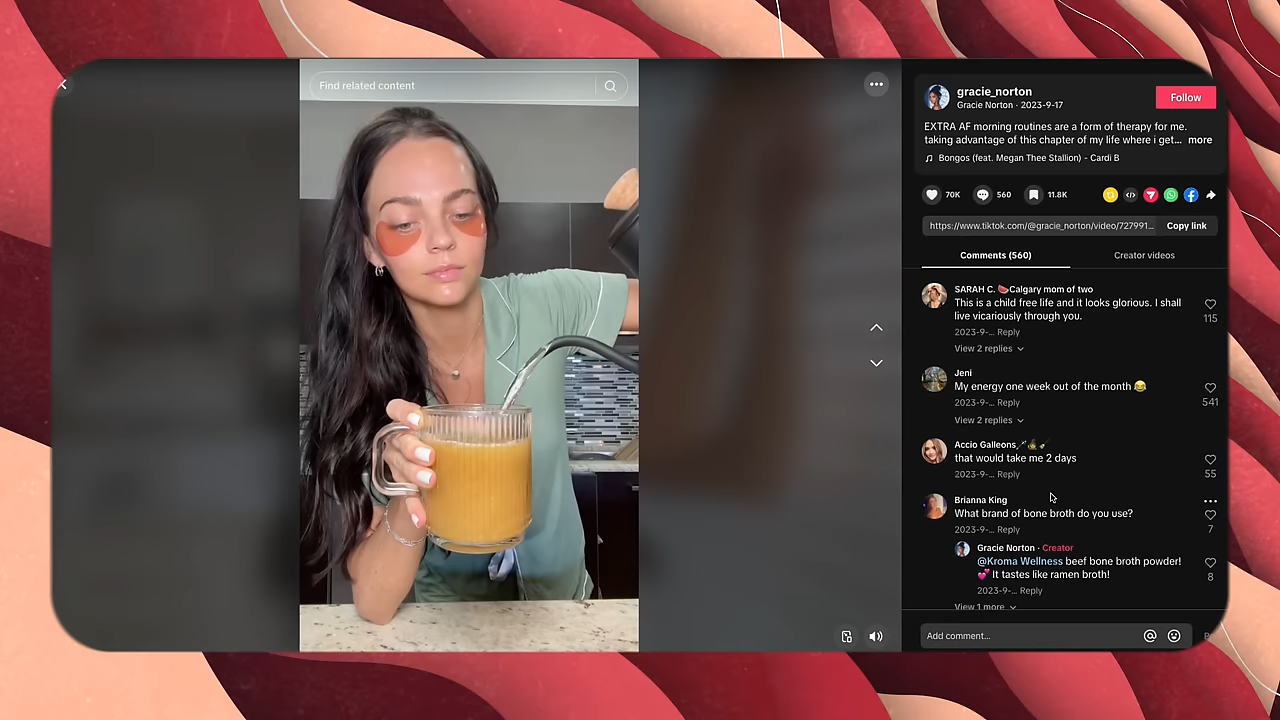 Find related content
gracie_norton
Gracie Norton · 2023-9-17
Follow
EXTRA AF morning routines are a form of therapy for me.
taking advantage of this chapter of my life where i get... more
Bongos (feat. Megan Thee Stallion) - Cardi B
70K
560
11.8K
https://www.tiktok.com/@gracie_norton/video/727991...
Copy link
Comments (560)
Creator videos
SARAH C. 🍉Calgary mom of two
This is a child free life and it looks glorious. I shall
live vicariously through you.
115
2023-9-... Reply
View 2 replies
Jeni
My energy one week out of the month 😂
541
2023-9-... Reply
View 2 replies
Accio Galleons
that would take me 2 days
55
2023-9-... Reply
Brianna King
What brand of bone broth do you use?
7
2023-9-... Reply
Gracie Norton · Creator
@Kroma Wellness beef bone broth powder!
💕 It tastes like ramen broth!
8
2023-9-... Reply
View 1 more
Add comment...